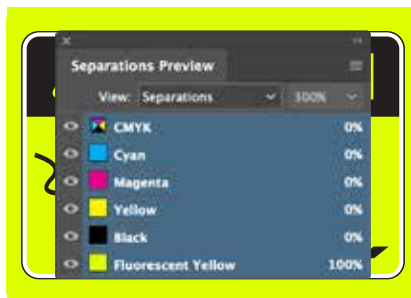 Separations Preview
View: Separations 300%
CMYK 0%
Cyan 0%
Magenta 0%
Yellow 0%
Black 0%
Fluorescent Yellow 100%